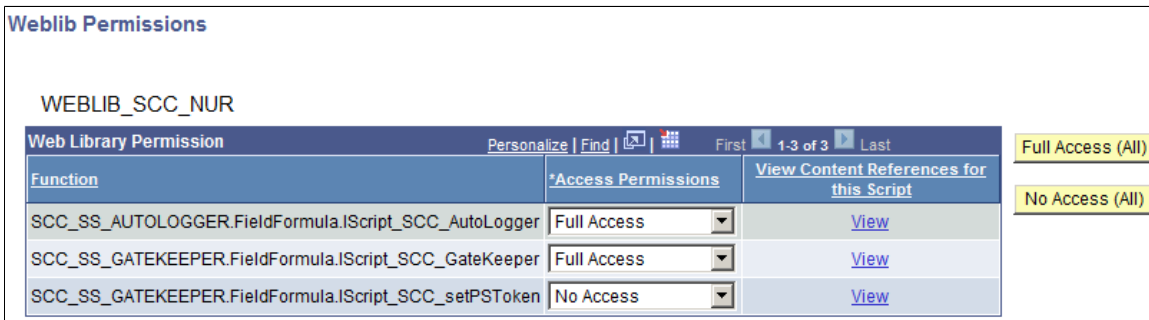 Weblib Permissions
WEBLIB_SCC_NUR
Web Library Permission Personalize | Find | | First 1-3 of 3 Last
Full Access (All)
Function *Access Permissions View Content References for this Script
No Access (All)
SCC_SS_AUTOLOGGER.FieldFormula.IScript_SCC_AutoLogger Full Access View
SCC_SS_GATEKEEPER.FieldFormula.IScript_SCC_GateKeeper Full Access View
SCC_SS_GATEKEEPER.FieldFormula.IScript_SCC_setPSToken No Access View